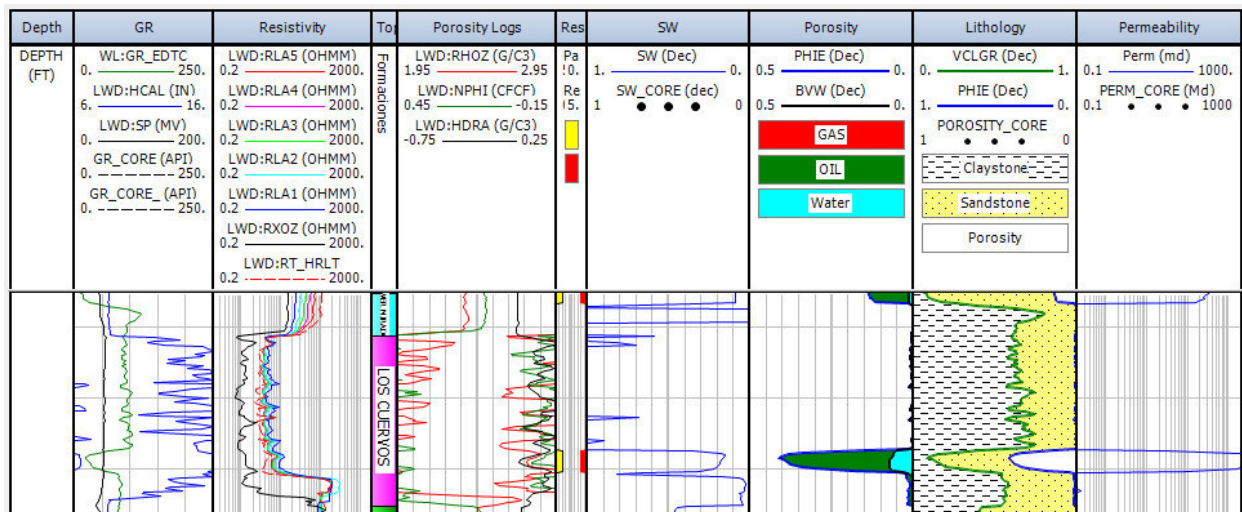 Depth
GR
Resistivity
Porosity Logs
Res
SW
Porosity
Lithology
Permeability
DEPTH
(FT)
WL:GR_EDTC
0. 250.
LWD:HCAL (IN)
6. 16.
LWD:SP (MV)
0. 200.
GR_CORE (API)
0. 250.
GR_CORE_ (API)
0. 250.
LWD:RLA5 (OHMM)
0.2 2000.
LWD:RLA4 (OHMM)
0.2 2000.
LWD:RLA3 (OHMM)
0.2 2000.
LWD:RLA2 (OHMM)
0.2 2000.
LWD:RLA1 (OHMM)
0.2 2000.
LWD:RXOZ (OHMM)
0.2 2000.
LWD:RT_HRLT
0.2 2000.
Formaciones
LWD:RHOZ (G/C3)
1.95 2.95
LWD:NPHI (CFCF)
0.45 -0.15
LWD:HDRA (G/C3)
-0.75 0.25
Pa
Re
SW (Dec)
1. 0.
SW_CORE (dec)
1 0
PHIE (Dec)
0.5 0.
BVW (Dec)
0.5 0.
GAS
OIL
Water
VCLGR (Dec)
0. 1.
PHIE (Dec)
1. 0.
POROSITY_CORE
1 0
Claystone
Sandstone
Porosity
Perm (md)
0.1 1000.
PERM_CORE (Md)
0.1 1000
LOS CUERVOS